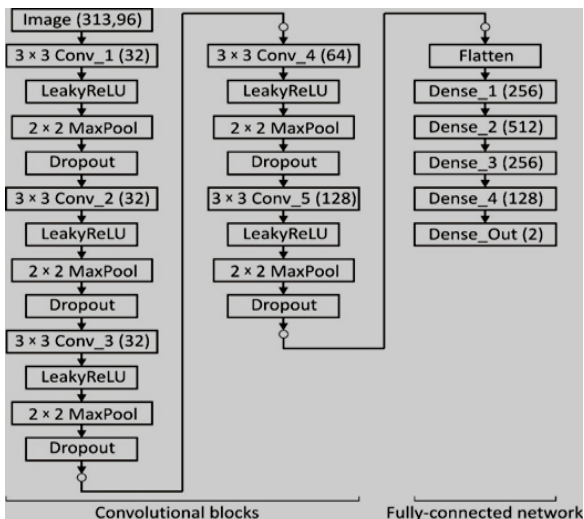 Image (313,96)
3 × 3 Conv_1 (32)
LeakyReLU
2 × 2 MaxPool
Dropout
3 × 3 Conv_2 (32)
LeakyReLU
2 × 2 MaxPool
Dropout
3 × 3 Conv_3 (32)
LeakyReLU
2 × 2 MaxPool
Dropout
3 × 3 Conv_4 (64)
LeakyReLU
2 × 2 MaxPool
Dropout
3 × 3 Conv_5 (128)
LeakyReLU
2 × 2 MaxPool
Dropout
Flatten
Dense_1 (256)
Dense_2 (512)
Dense_3 (256)
Dense_4 (128)
Dense_Out (2)
Convolutional blocks
Fully-connected network